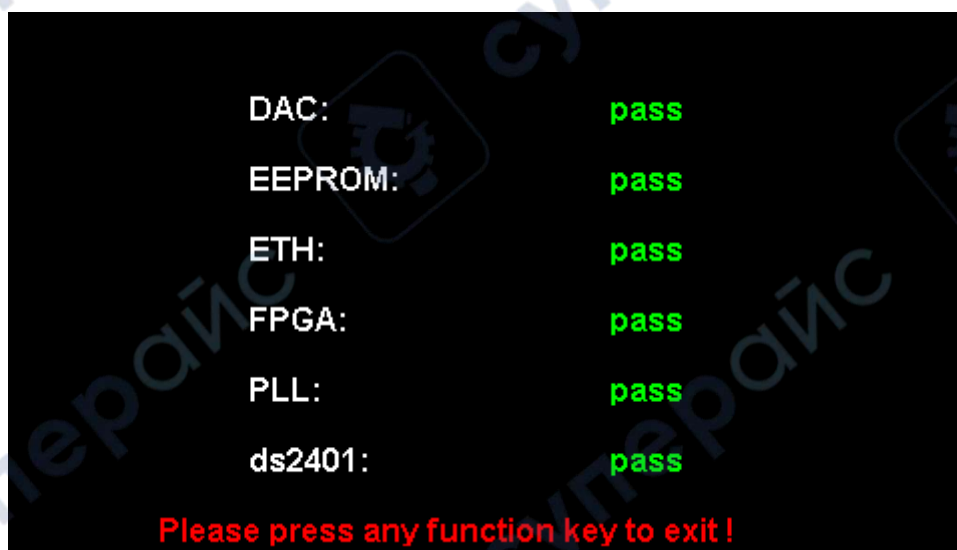 DAC: pass
EEPROM: pass
ETH: pass
FPGA: pass
PLL: pass
ds2401: pass
Please press any function key to exit !